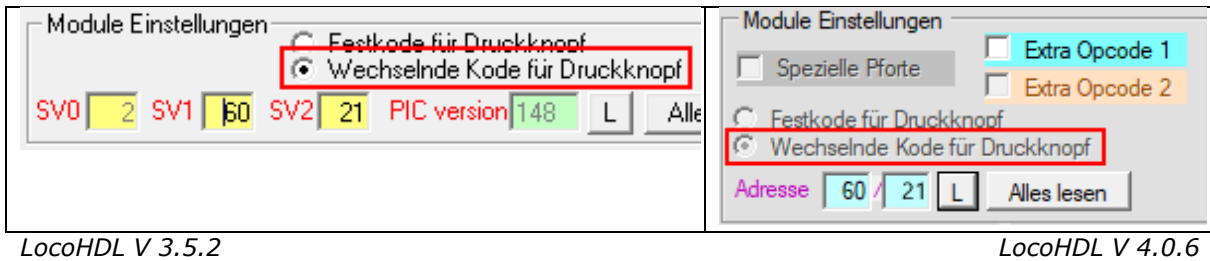 Module Einstellungen
Festkode für Druckknopf
Wechselnde Kode für Druckknopf
SV0 2 SV1 60 SV2 21 PIC version 148 L Alle
Module Einstellungen
Extra Opcode 1
Spezielle Pforte
Extra Opcode 2
Festkode für Druckknopf
Wechselnde Kode für Druckknopf
Adresse 60 / 21 L Alles lesen
LocoHDL V 3.5.2 LocoHDL V 4.0.6